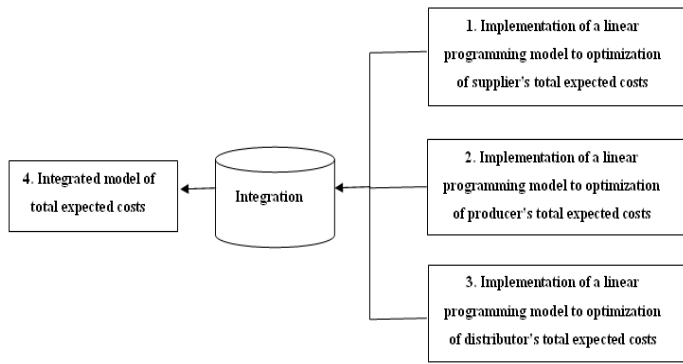 1. Implementation of a linear
programming model to optimization
of supplier's total expected costs
2. Implementation of a linear
programming model to optimization
of producer's total expected costs
4. Integrated model of
total expected costs
Integration
3. Implementation of a linear
programming model to optimization
of distributor's total expected costs